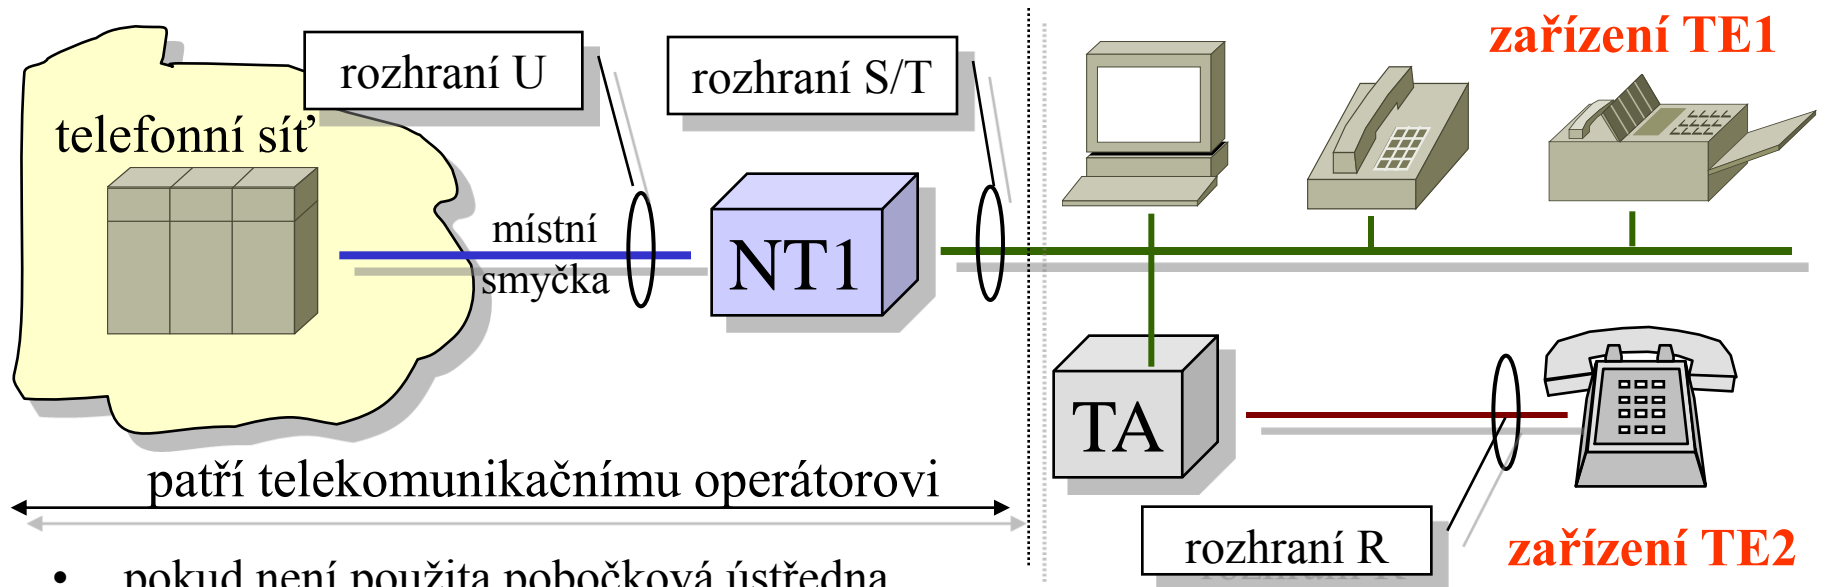 zařízení TE1
rozhraní U
rozhraní S/T
telefonní síť
místní
smyčka
NT1
TA
patří telekomunikačnímu operátorovi
rozhraní R
zařízení TE2
• pokud není použita pobočková ústředna